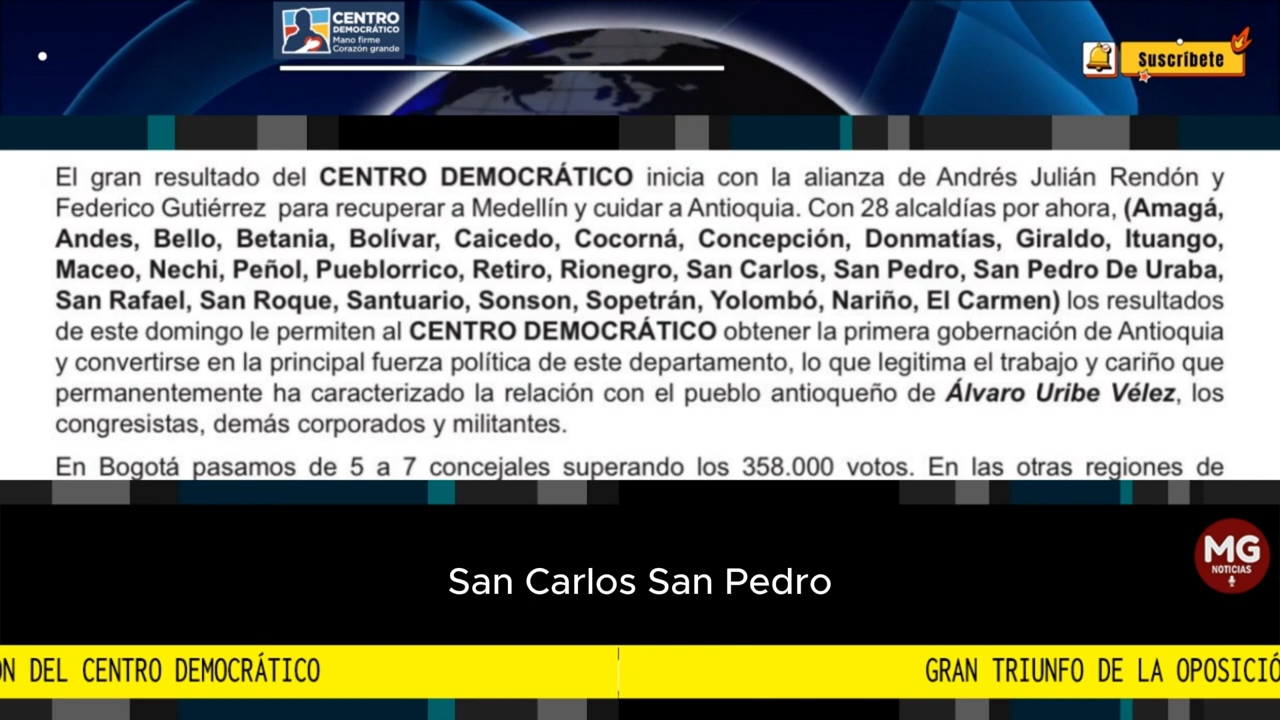 CENTRO
DEMOCRÁTICO
Mano firme
Corazón grande
Suscríbete
El gran resultado del CENTRO DEMOCRÁTICO inicia con la alianza de Andrés Julián Rendón y
Federico Gutiérrez para recuperar a Medellín y cuidar a Antioquia. Con 28 alcaldías por ahora, (Amagá,
Andes, Bello, Betania, Bolívar, Caicedo, Cocorná, Concepción, Donmatías, Giraldo, Ituango,
Maceo, Nechi, Peñol, Pueblorrico, Retiro, Rionegro, San Carlos, San Pedro, San Pedro De Uraba,
San Rafael, San Roque, Santuario, Sonson, Sopetrán, Yolombó, Nariño, El Carmen) los resultados
de este domingo le permiten al CENTRO DEMOCRÁTICO obtener la primera gobernación de Antioquia
y convertirse en la principal fuerza política de este departamento, lo que legitima el trabajo y cariño que
permanentemente ha caracterizado la relación con el pueblo antioqueño de Álvaro Uribe Vélez, los
congresistas, demás corporados y militantes.
En Bogotá pasamos de 5 a 7 concejales superando los 358.000 votos. En las otras regiones de
MG
NOTICIAS
San Carlos San Pedro
ÓN DEL CENTRO DEMOCRÁTICO GRAN TRIUNFO DE LA OPOSICIÓ